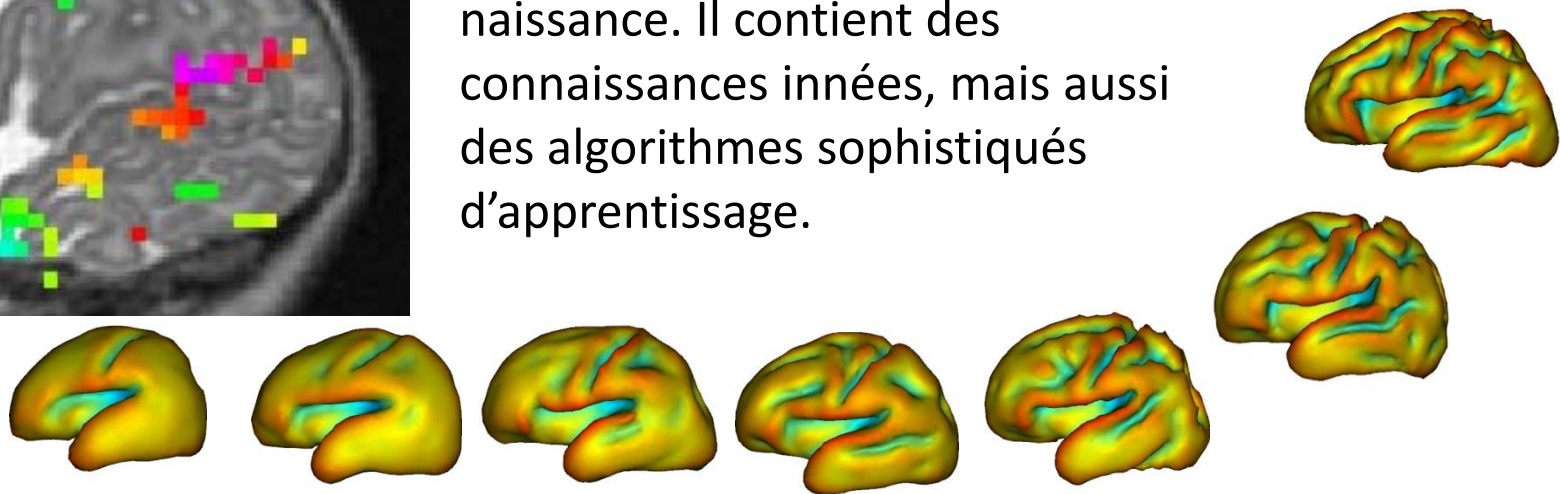 naissance. Il contient des
connaissances innées, mais aussi
des algorithmes sophistiqués
d’apprentissage.